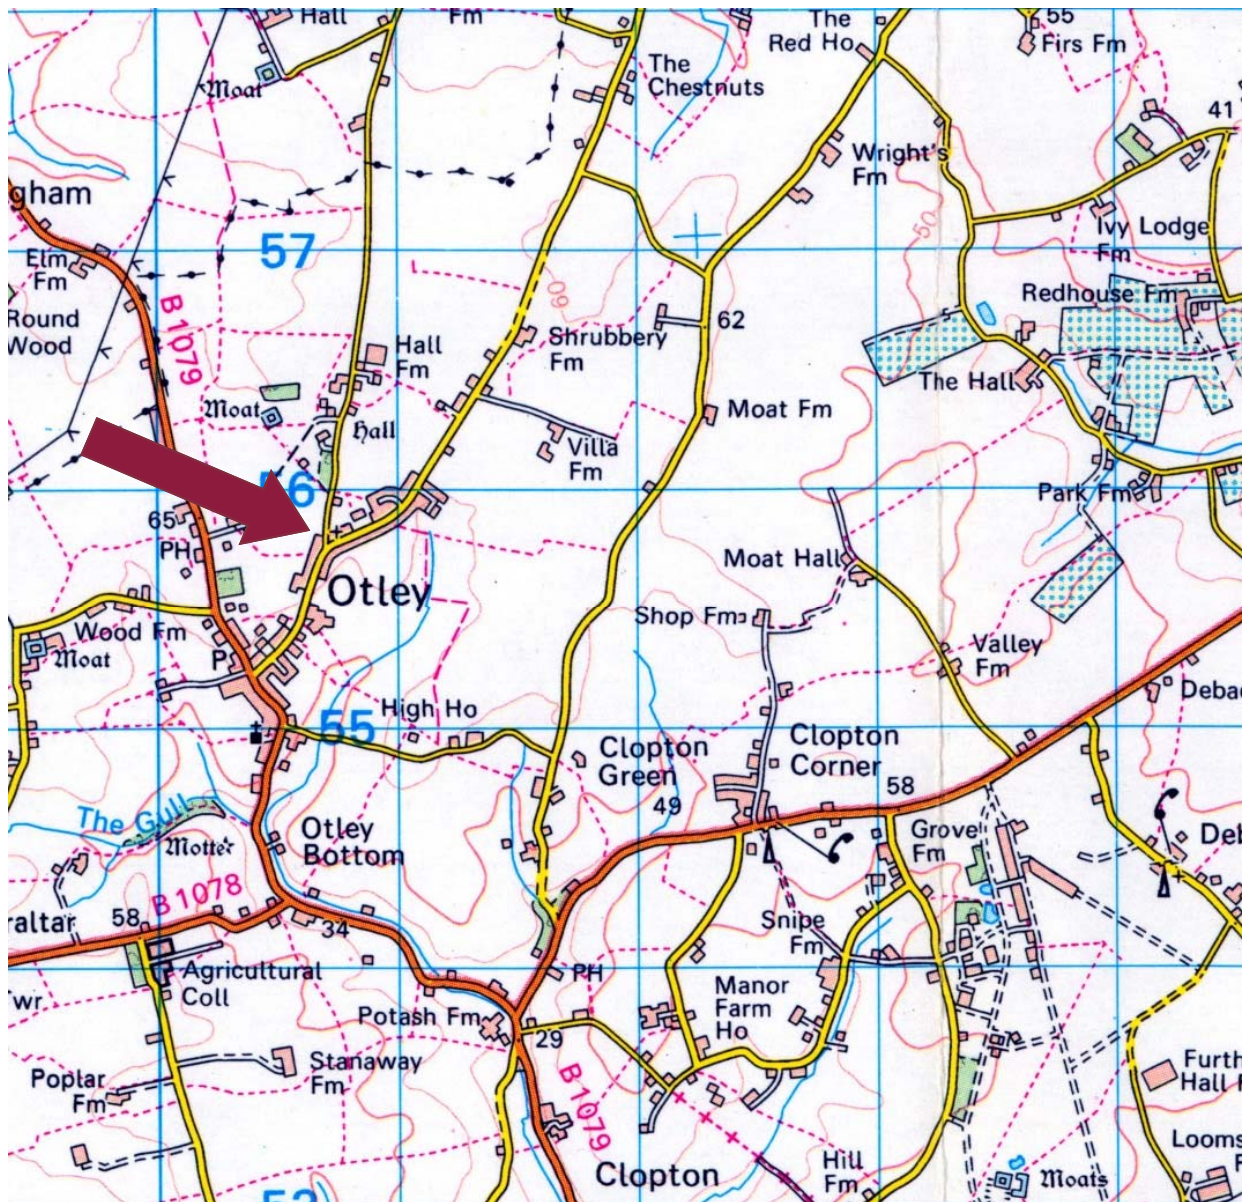 Hall
Fm
The
Red Ho
55
Firs Fm
The
Chestnuts
Moat
41
Wright's
Fm
gham
50
Ivy Lodge
Fm
57
Elm
Fm
60
Redhouse Fm
B 1079
Round
Wood
62
Shrubbery
Fm
Hall
Fm
The Hall
Moat
Moat Fm
Hall
Villa
Fm
56
Park Fm
65
PH
Moat Hall
Otley
Shop Fm
Wood Fm
Moat
P
Valley
Fm
Deba
High Ho
55
Clopton
Green
Clopton
Corner
49
58
The Gull
Otley
Bottom
Motte
Grove
Fm
Deb
B 1078
raltar
58
34
Snipe
Fm
PH
Agricultural
Coll
wr
Manor
Farm
Ho
Potash Fm
29
Stanaway
Fm
Poplar
Fm
B 1079
Furth
Hall F
Looms
F
Clopton
Hill
Fm
Moats